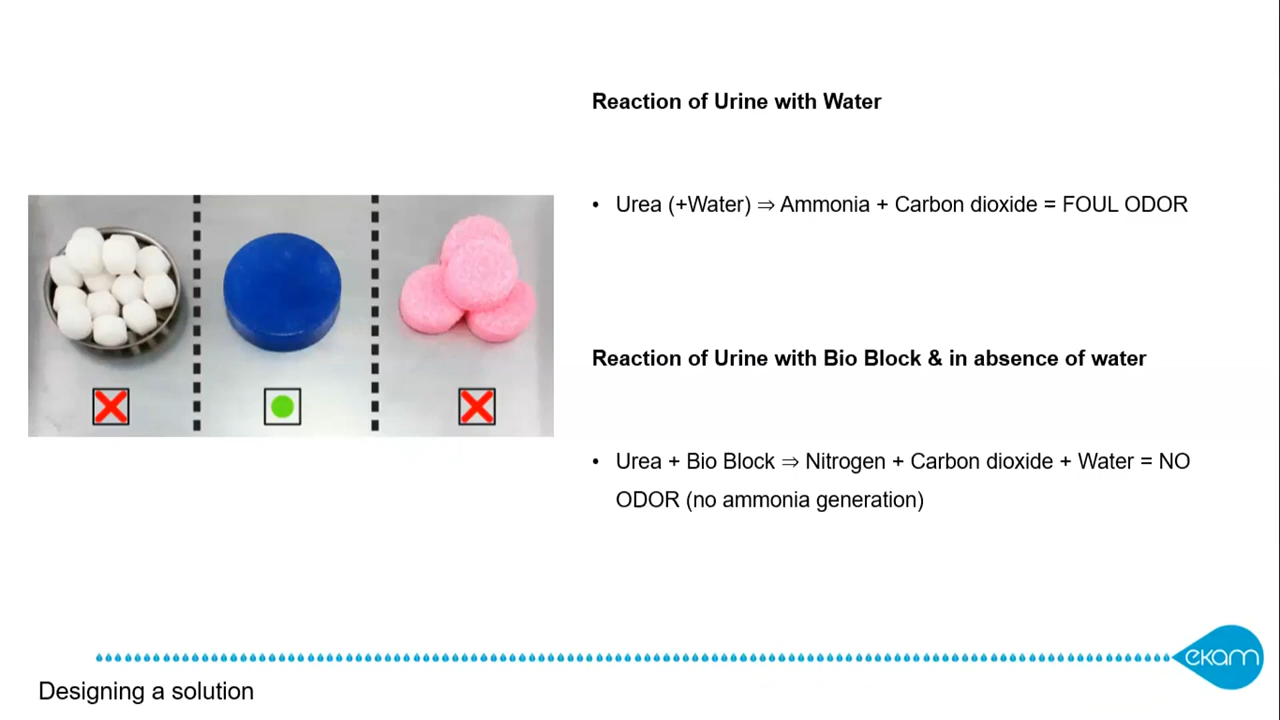 Reaction of Urine with Water
• Urea (+Water) ⇒ Ammonia + Carbon dioxide = FOUL ODOR
Reaction of Urine with Bio Block & in absence of water
• Urea + Bio Block ⇒ Nitrogen + Carbon dioxide + Water = NO
ODOR (no ammonia generation)
ekam
Designing a solution